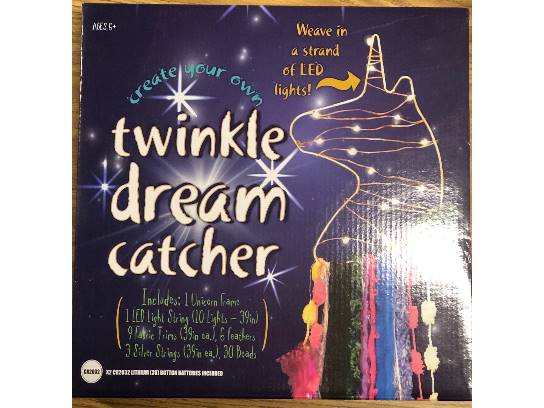 AGES 6+
Weave in
a strand
of LED
lights!
create your own
twinkle
dream
catcher
Includes: 1 Unicorn Frame
1 LED Light String (10 Lights - 39in)
9 Fabric Trims (39in ea.), 6 Feathers
3 Silver Strings (39in ea.), 30 Beads
CR2032 X2 CR2032 LITHIUM (3V) BUTTON BATTERIES INCLUDED